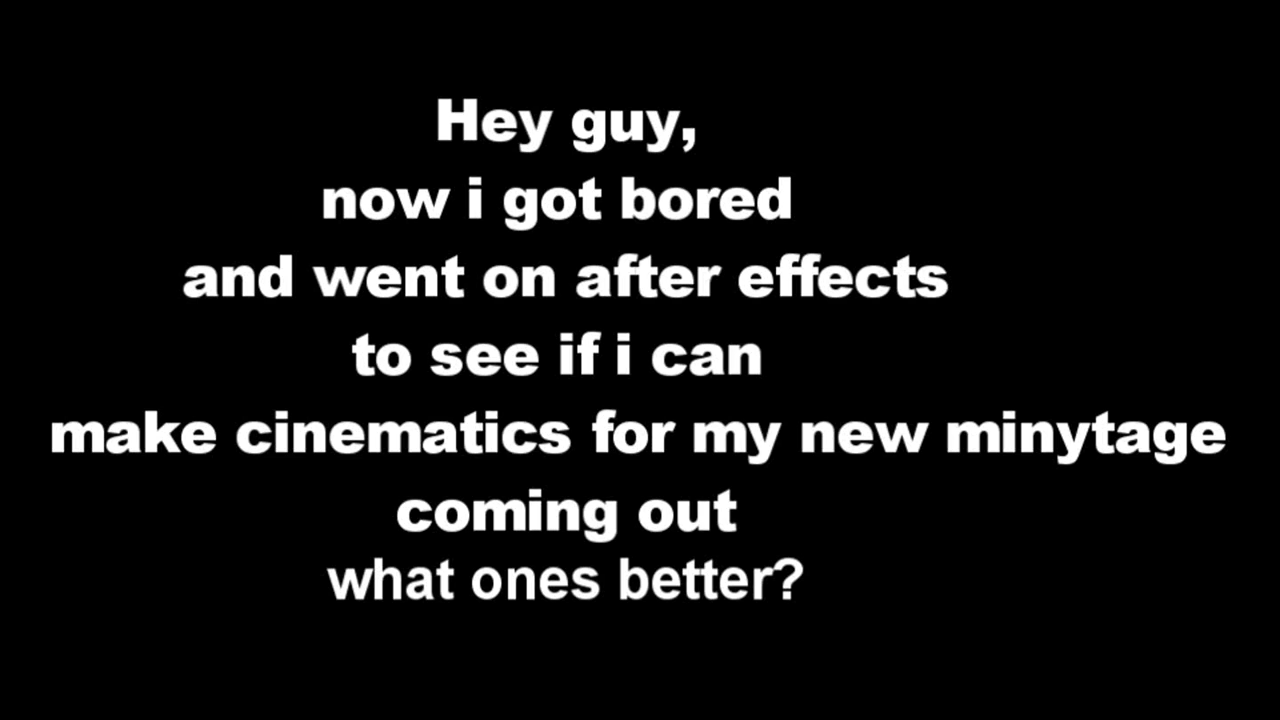 Hey guy,
now i got bored
and went on after effects
to see if i can
make cinematics for my new minytage
coming out
what ones better?